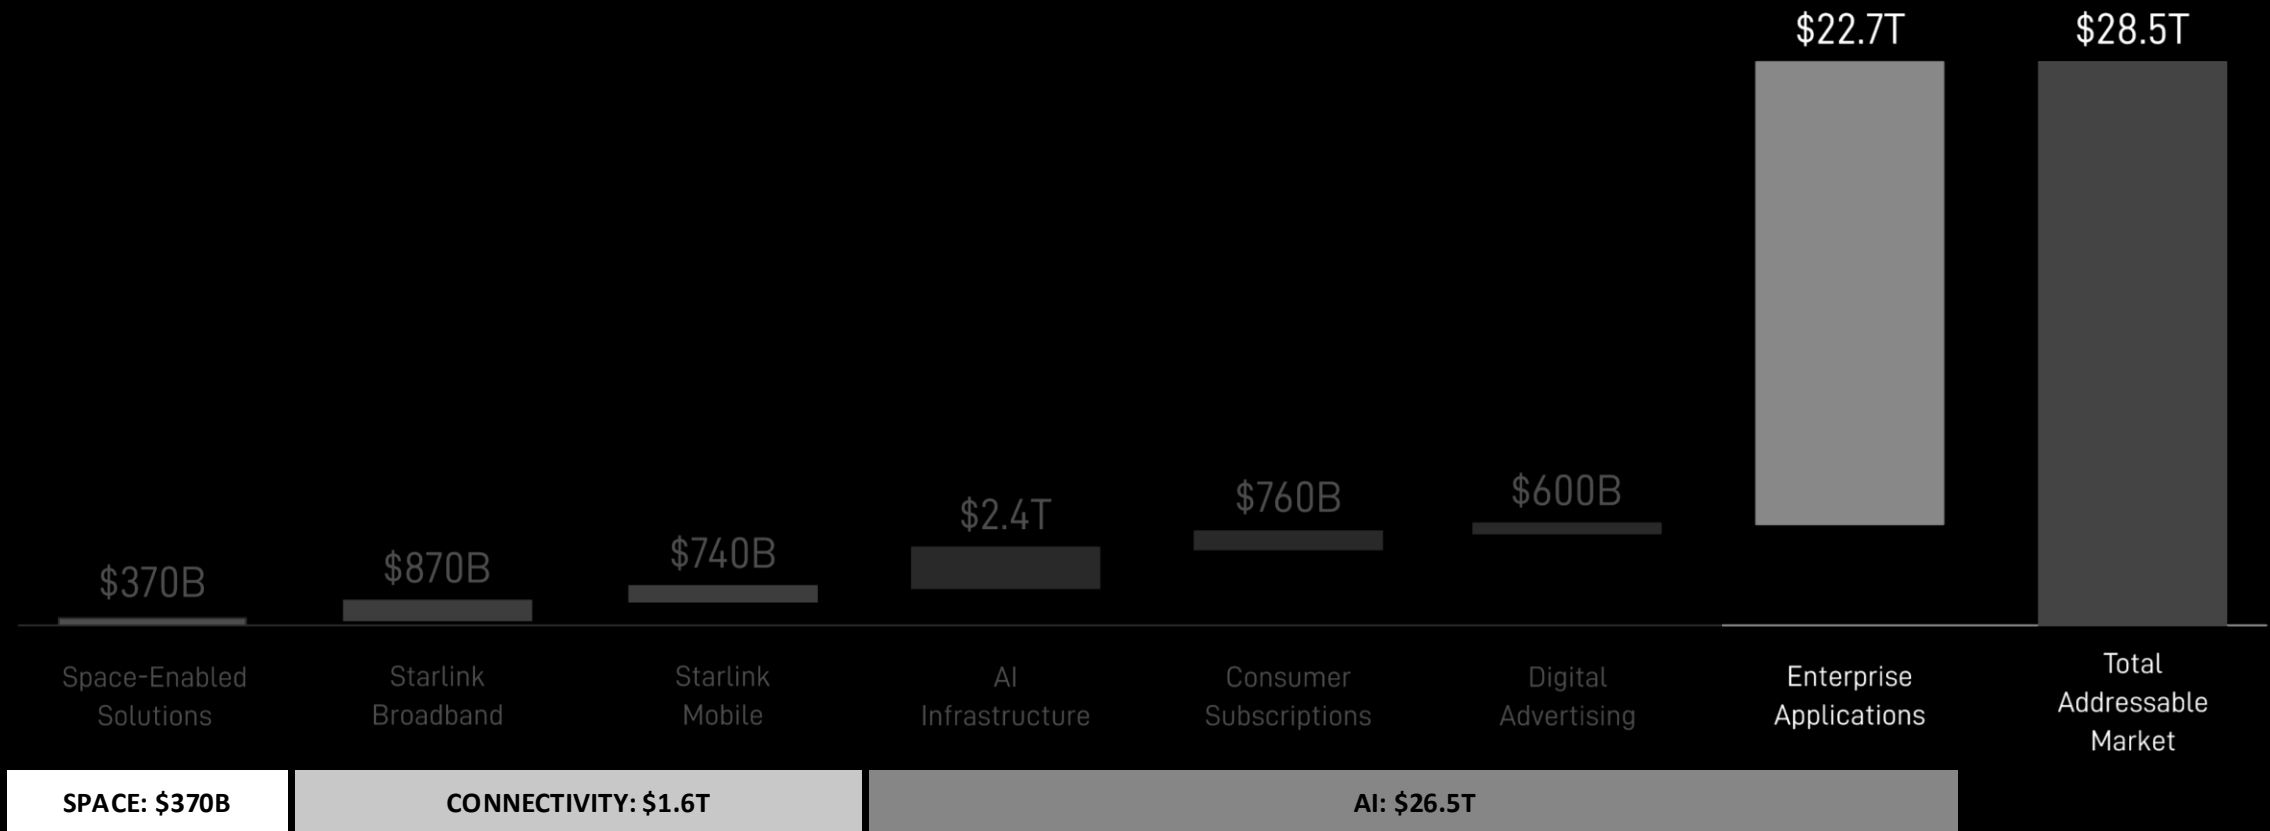 $22.7T
$28.5T
$370B
$870B
$740B
$2.4T
$760B
$600B
Space-Enabled
Solutions
Starlink
Broadband
Starlink
Mobile
AI
Infrastructure
Consumer
Subscriptions
Digital
Advertising
Enterprise
Applications
Total
Addressable
Market
SPACE: $370B
CONNECTIVITY: $1.6T
AI: $26.5T